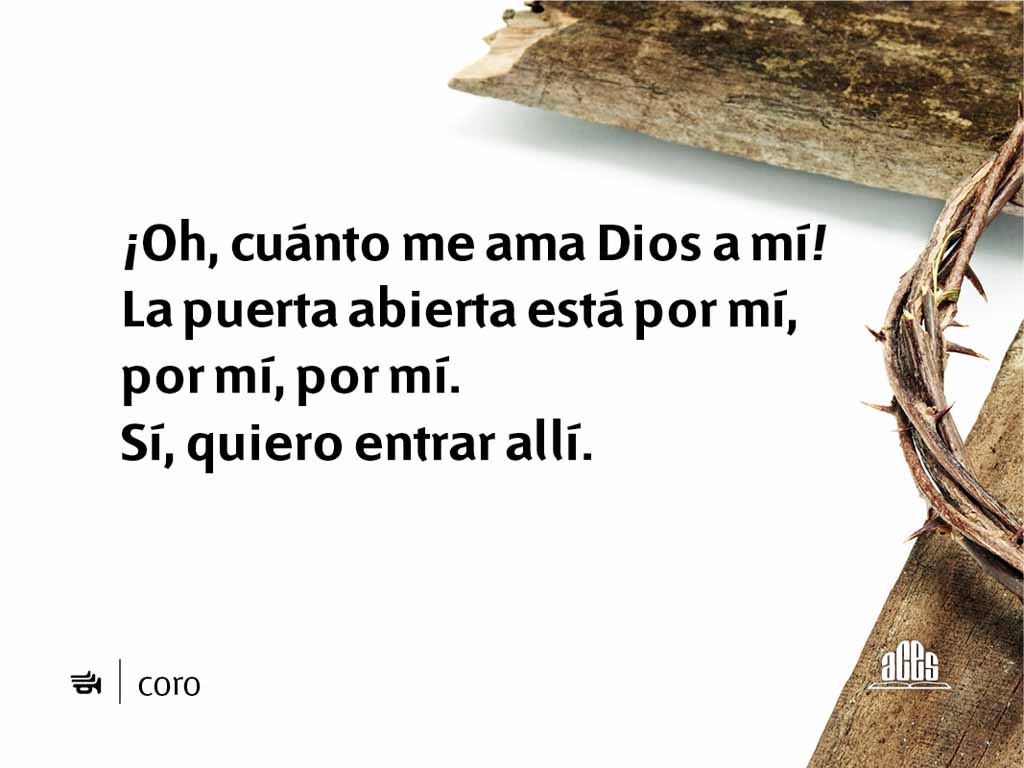 ¡Oh, cuánto me ama Dios a mí!
La puerta abierta está por mí,
por mí, por mí.
Sí, quiero entrar allí.
coro
aces